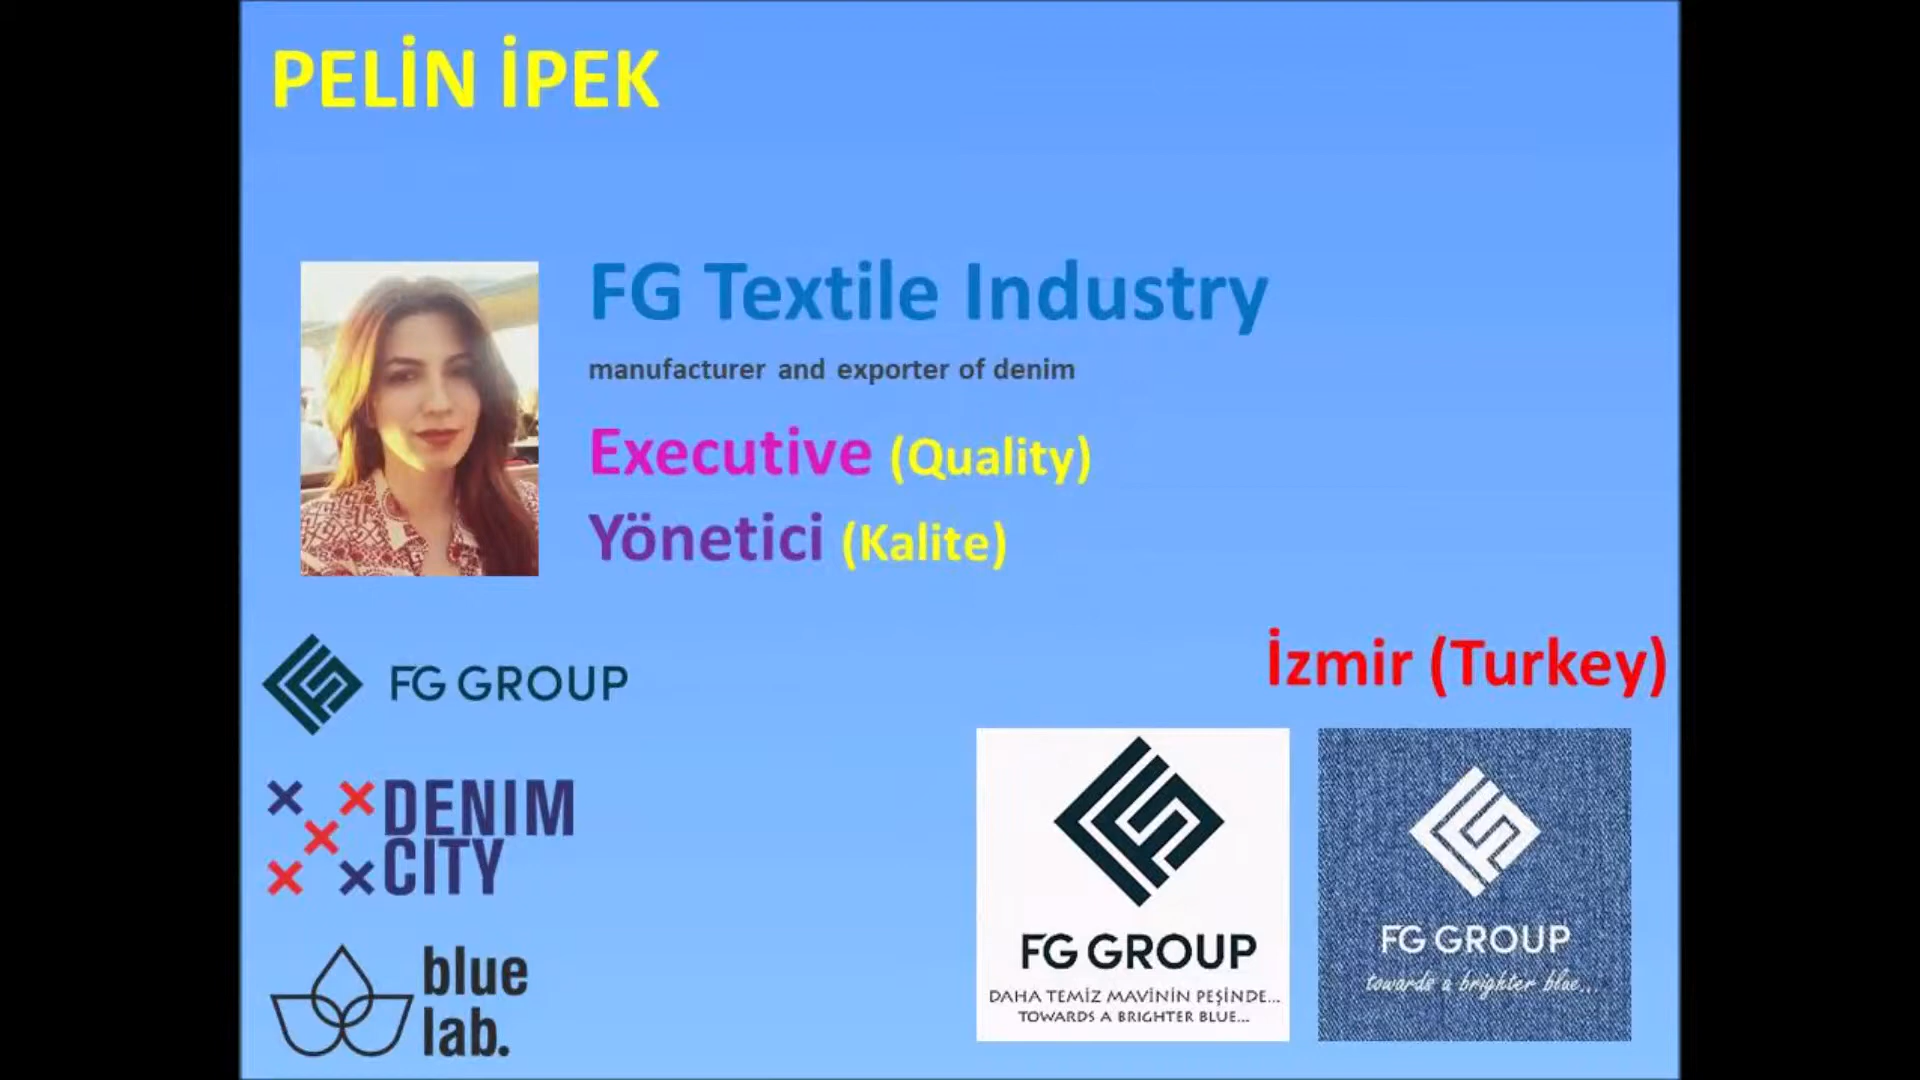 PELİN İPEK
FG Textile Industry
manufacturer and exporter of denim
Executive (Quality)
Yönetici (Kalite)
İzmir (Turkey)
FG GROUP
DENIM
CITY
blue
lab.
FG GROUP
DAHA TEMİZ MAVİNİN PEŞİNDE...
TOWARDS A BRIGHTER BLUE...
FG GROUP
towards a brighter blue...